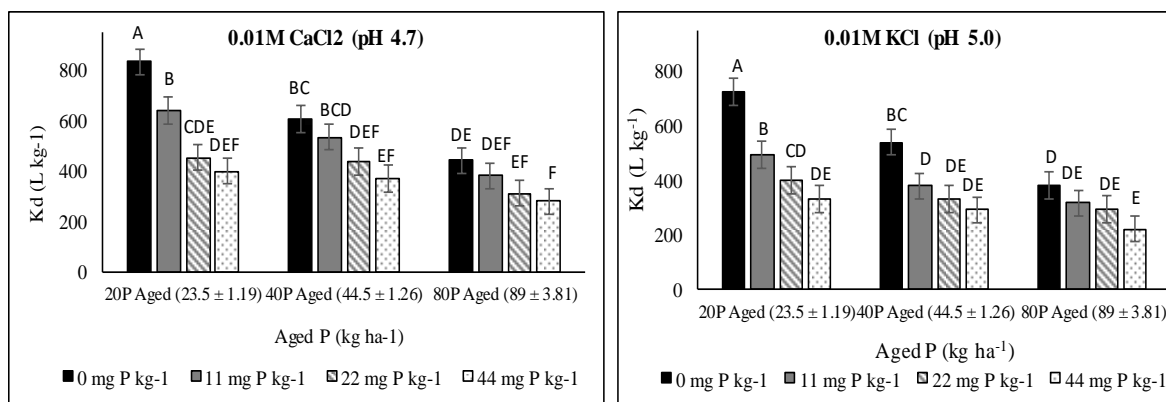 0.01M CaCl2 (pH 4.7)
Kd (L kg-1)
800
600
400
200
0
A
B
CDE
DEF
BC
BCD
DEF
EF
DE
DEF
EF
F
20P Aged (23.5 ± 1.19)
40P Aged (44.5 ± 1.26)
80P Aged (89 ± 3.81)
Aged P (kg ha-1)
0 mg P kg-1
11 mg P kg-1
22 mg P kg-1
44 mg P kg-1
0.01M KCl (pH 5.0)
Kd (L kg-1)
800
600
400
200
0
A
B
CD
DE
BC
D
DE
DE
D
DE
DE
E
20P Aged (23.5 ± 1.19)
40P Aged (44.5 ± 1.26)
80P Aged (89 ± 3.81)
Aged P (kg ha-1)
0 mg P kg-1
11 mg P kg-1
22 mg P kg-1
44 mg P kg-1